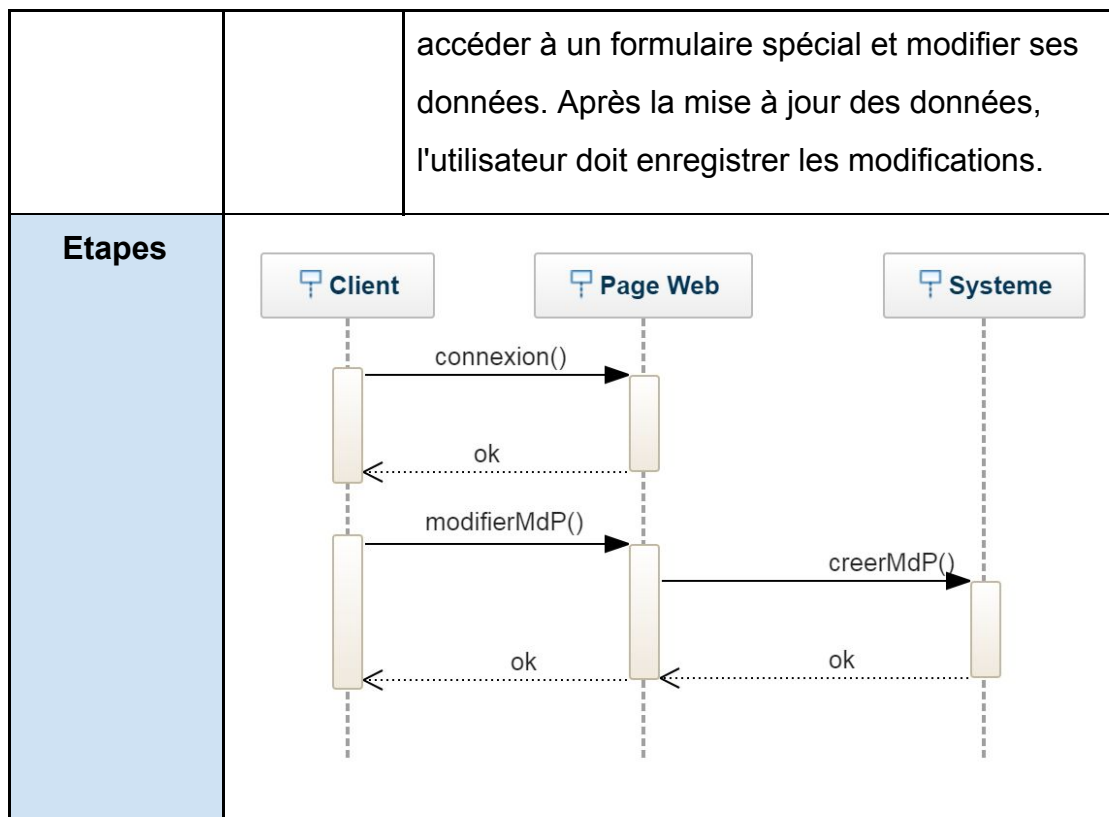 accéder à un formulaire spécial et modifier ses
données. Après la mise à jour des données,
l'utilisateur doit enregistrer les modifications.
Etapes
Client
Page Web
Systeme
connexion()
ok
modifierMdP()
creerMdP()
ok
ok